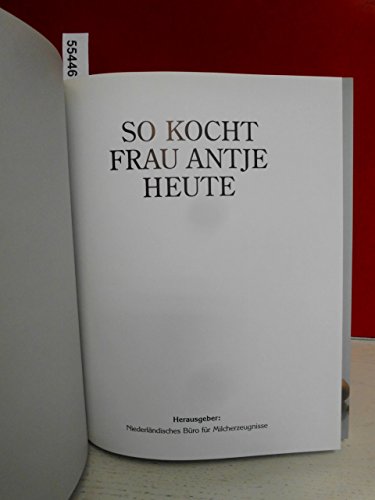 55446
SO KOCHT
FRAU ANTJE
HEUTE
Herausgeber:
Niederländisches Büro für Milcherzeugnisse